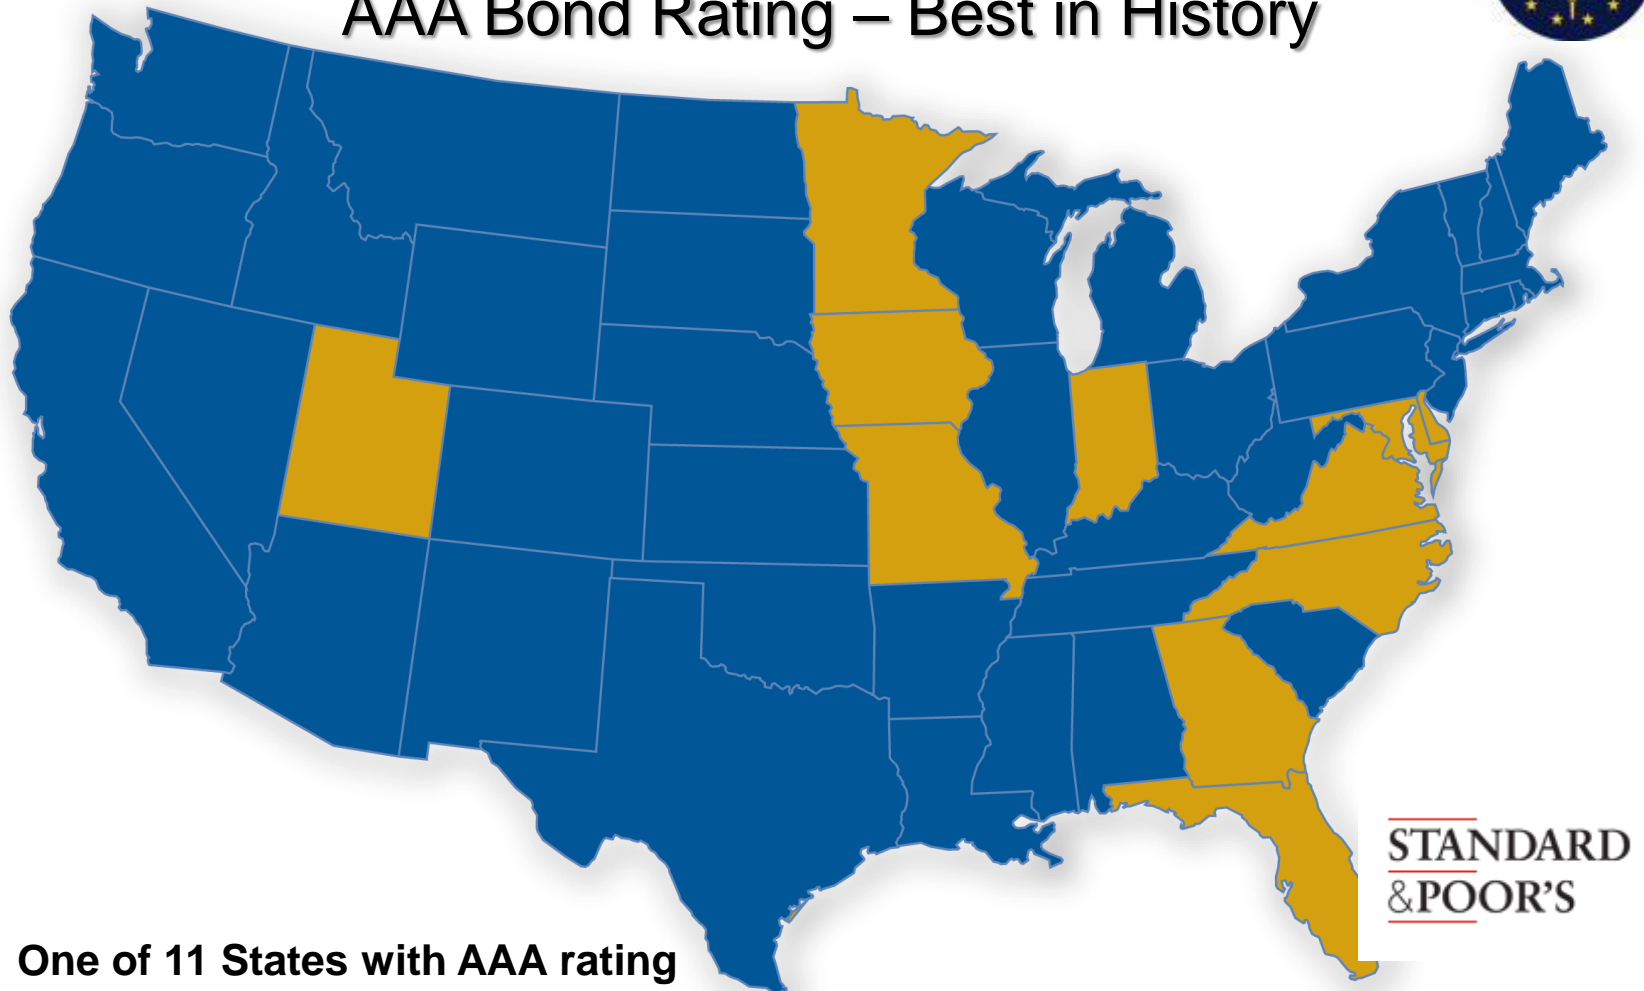 AAA Bond Rating – Best in History
STANDARD
&POOR'S
One of 11 States with AAA rating